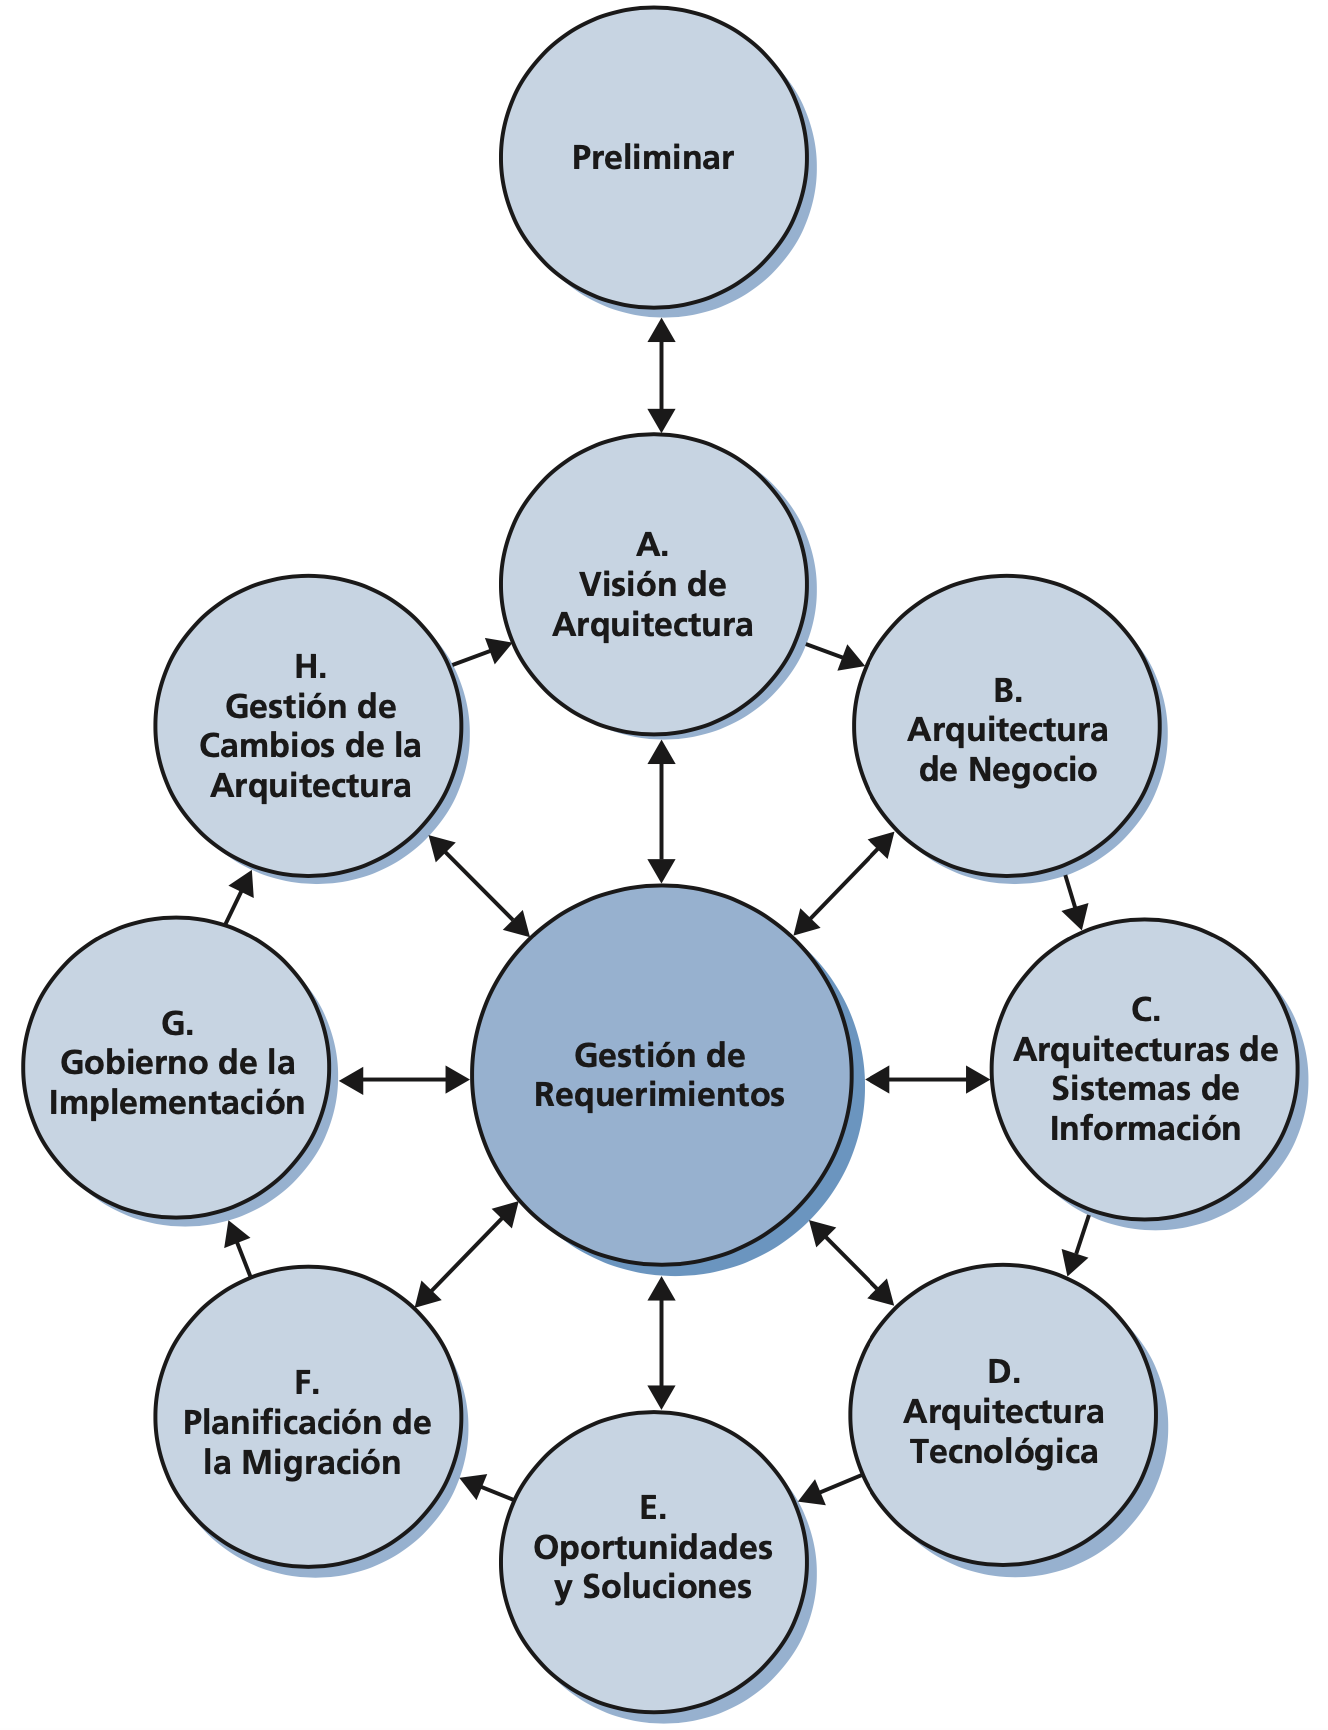 Preliminar
A.
Visión de
Arquitectura
B.
Arquitectura
de Negocio
C.
Arquitecturas de
Sistemas de
Información
D.
Arquitectura
Tecnológica
E.
Oportunidades
y Soluciones
F.
Planificación de
la Migración
G.
Gobierno de la
Implementación
H.
Gestión de
Cambios de la
Arquitectura
Gestión de
Requerimientos